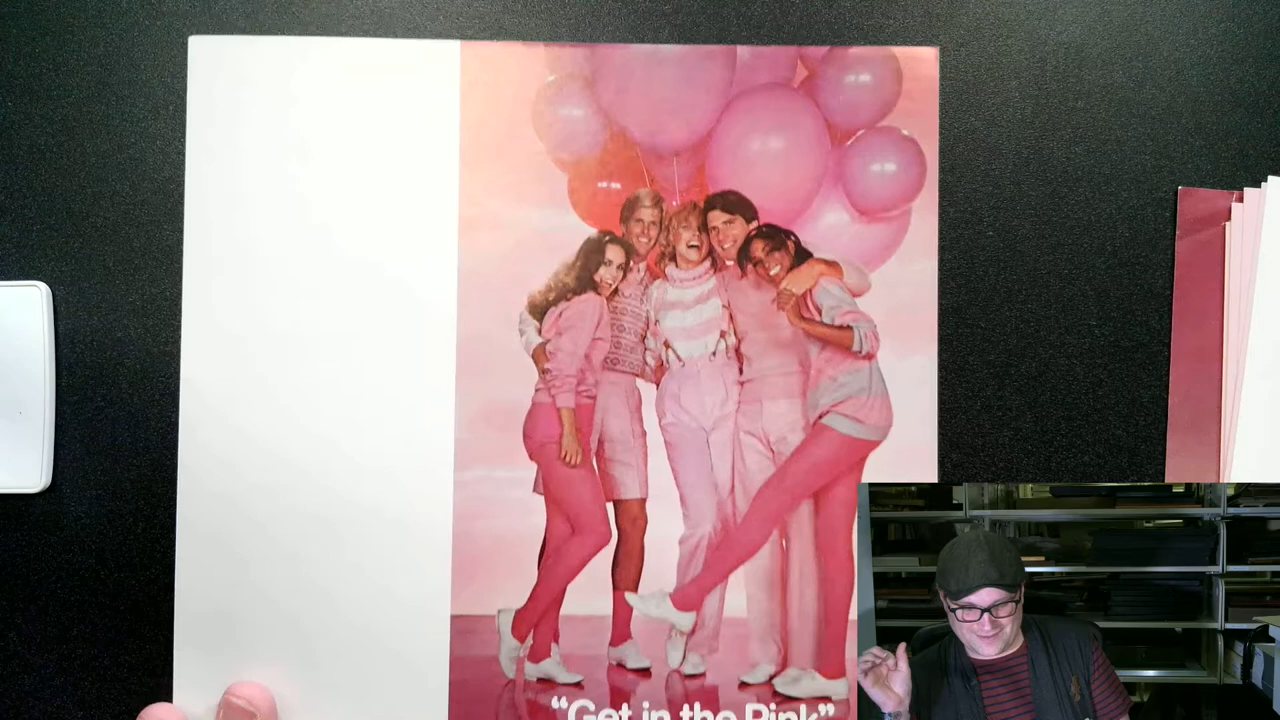 “Get in the Pink”